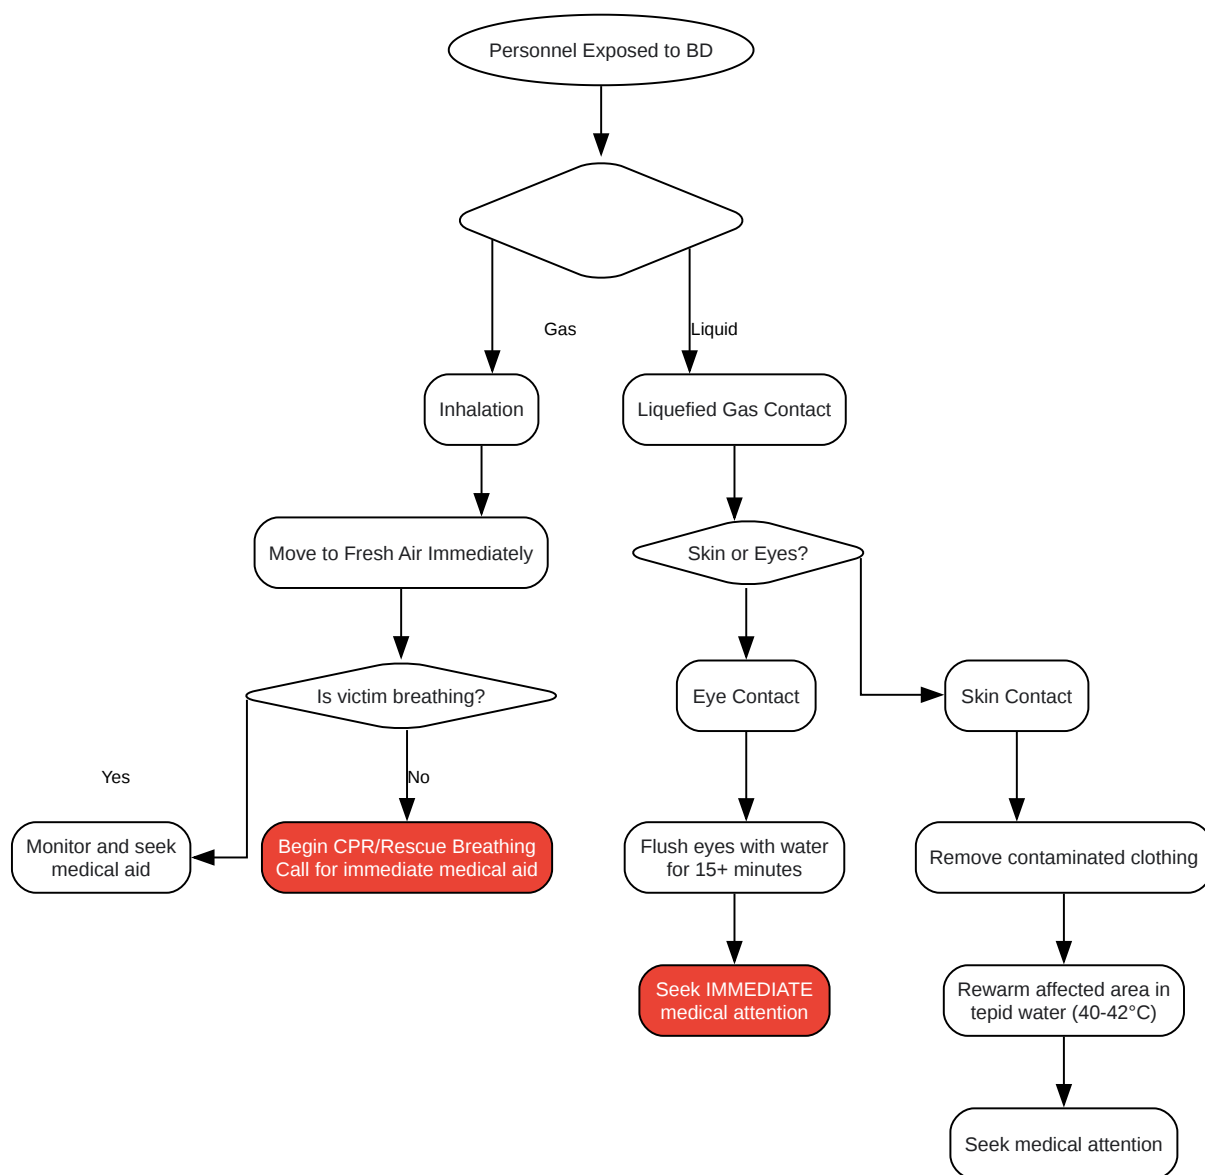 Personnel Exposed to BD
Gas
Liquid
Inhalation
Liquefied Gas Contact
Move to Fresh Air Immediately
Skin or Eyes?
Is victim breathing?
Eye Contact
Skin Contact
Yes
No
Monitor and seek
medical aid
Begin CPR/Rescue Breathing
Call for immediate medical aid
Flush eyes with water
for 15+ minutes
Remove contaminated clothing
Seek IMMEDIATE
medical attention
Rewarm affected area in
tepid water (40-42°C)
Seek medical attention